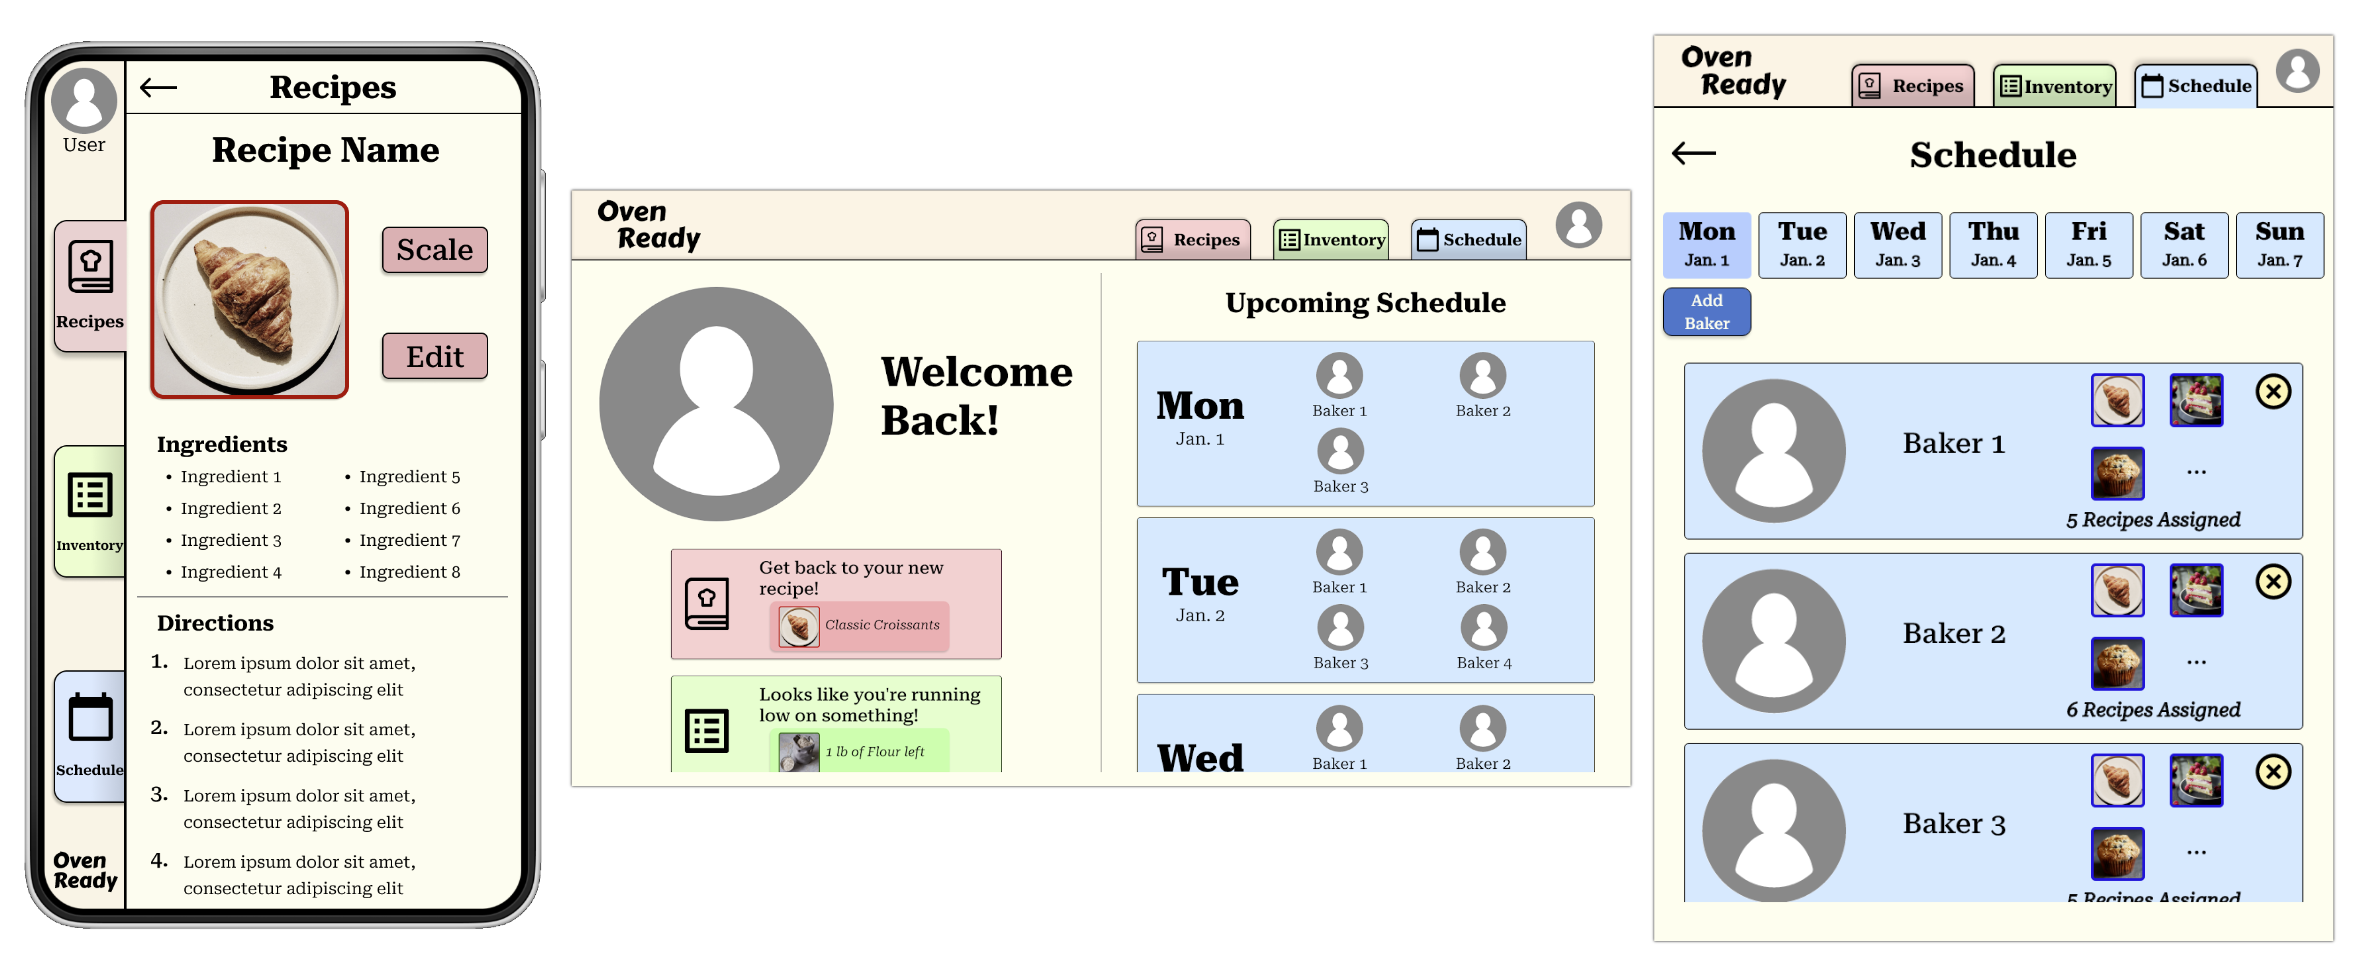 User
Recipes
Inventory
Schedule
Oven
Ready
Recipes
Recipe Name
Scale
Edit
Ingredients
• Ingredient 1
• Ingredient 2
• Ingredient 3
• Ingredient 4
• Ingredient 5
• Ingredient 6
• Ingredient 7
• Ingredient 8
Directions
1. Lorem ipsum dolor sit amet,
consectetur adipiscing elit
2. Lorem ipsum dolor sit amet,
consectetur adipiscing elit
3. Lorem ipsum dolor sit amet,
consectetur adipiscing elit
4. Lorem ipsum dolor sit amet,
consectetur adipiscing elit
Oven
Ready
Recipes
Inventory
Schedule
Welcome
Back!
Get back to your new
recipe!
Classic Croissants
Looks like you're running
low on something!
1 lb of Flour left
Upcoming Schedule
Mon
Jan. 1
Baker 1
Baker 2
Baker 3
Tue
Jan. 2
Baker 1
Baker 2
Baker 3
Baker 4
Wed
Baker 1
Baker 2
Oven
Ready
Recipes
Inventory
Schedule
Schedule
Mon
Jan. 1
Tue
Jan. 2
Wed
Jan. 3
Thu
Jan. 4
Fri
Jan. 5
Sat
Jan. 6
Sun
Jan. 7
Add
Baker
Baker 1
...
5 Recipes Assigned
Baker 2
...
6 Recipes Assigned
Baker 3
...
5 Recipes Assigned